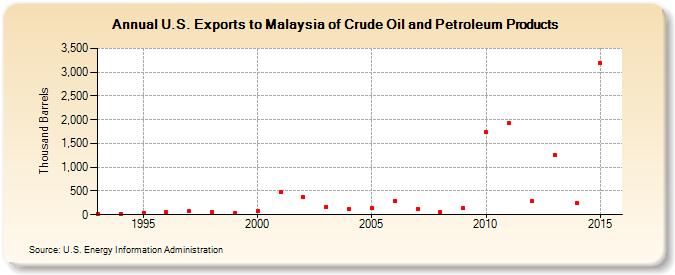 Annual U.S. Exports to Malaysia of Crude Oil and Petroleum Products
Thousand Barrels
3,500
3,000
2,500
2,000
1,500
1,000
500
0
1995 2000 2005 2010 2015
Source: U.S. Energy Information Administration